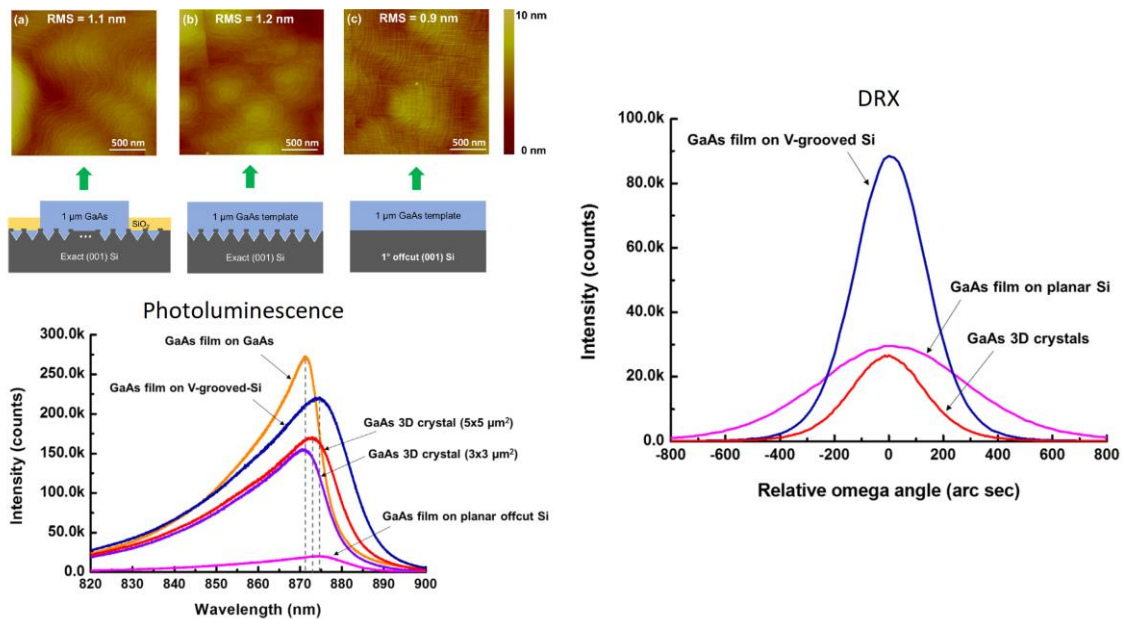 (a) RMS = 1.1 nm
(b) RMS = 1.2 nm
(c) RMS = 0.9 nm
10 nm
0 nm
500 nm
500 nm
500 nm
1 µm GaAs
SiO₂
...
Exact (001) Si
1 µm GaAs template
Exact (001) Si
1 µm GaAs template
1° offcut (001) Si
Photoluminescence
300.0k
250.0k
200.0k
150.0k
100.0k
50.0k
0.0
Intensity (counts)
GaAs film on GaAs
GaAs film on V-grooved-Si
GaAs 3D crystal (5x5 µm²)
GaAs 3D crystal (3x3 µm²)
GaAs film on planar offcut Si
820 830 840 850 860 870 880 890 900
Wavelength (nm)
DRX
100.0k
80.0k
60.0k
40.0k
20.0k
0.0
Intensity (counts)
GaAs film on V-grooved Si
GaAs film on planar Si
GaAs 3D crystals
-800 -600 -400 -200 0 200 400 600 800
Relative omega angle (arc sec)